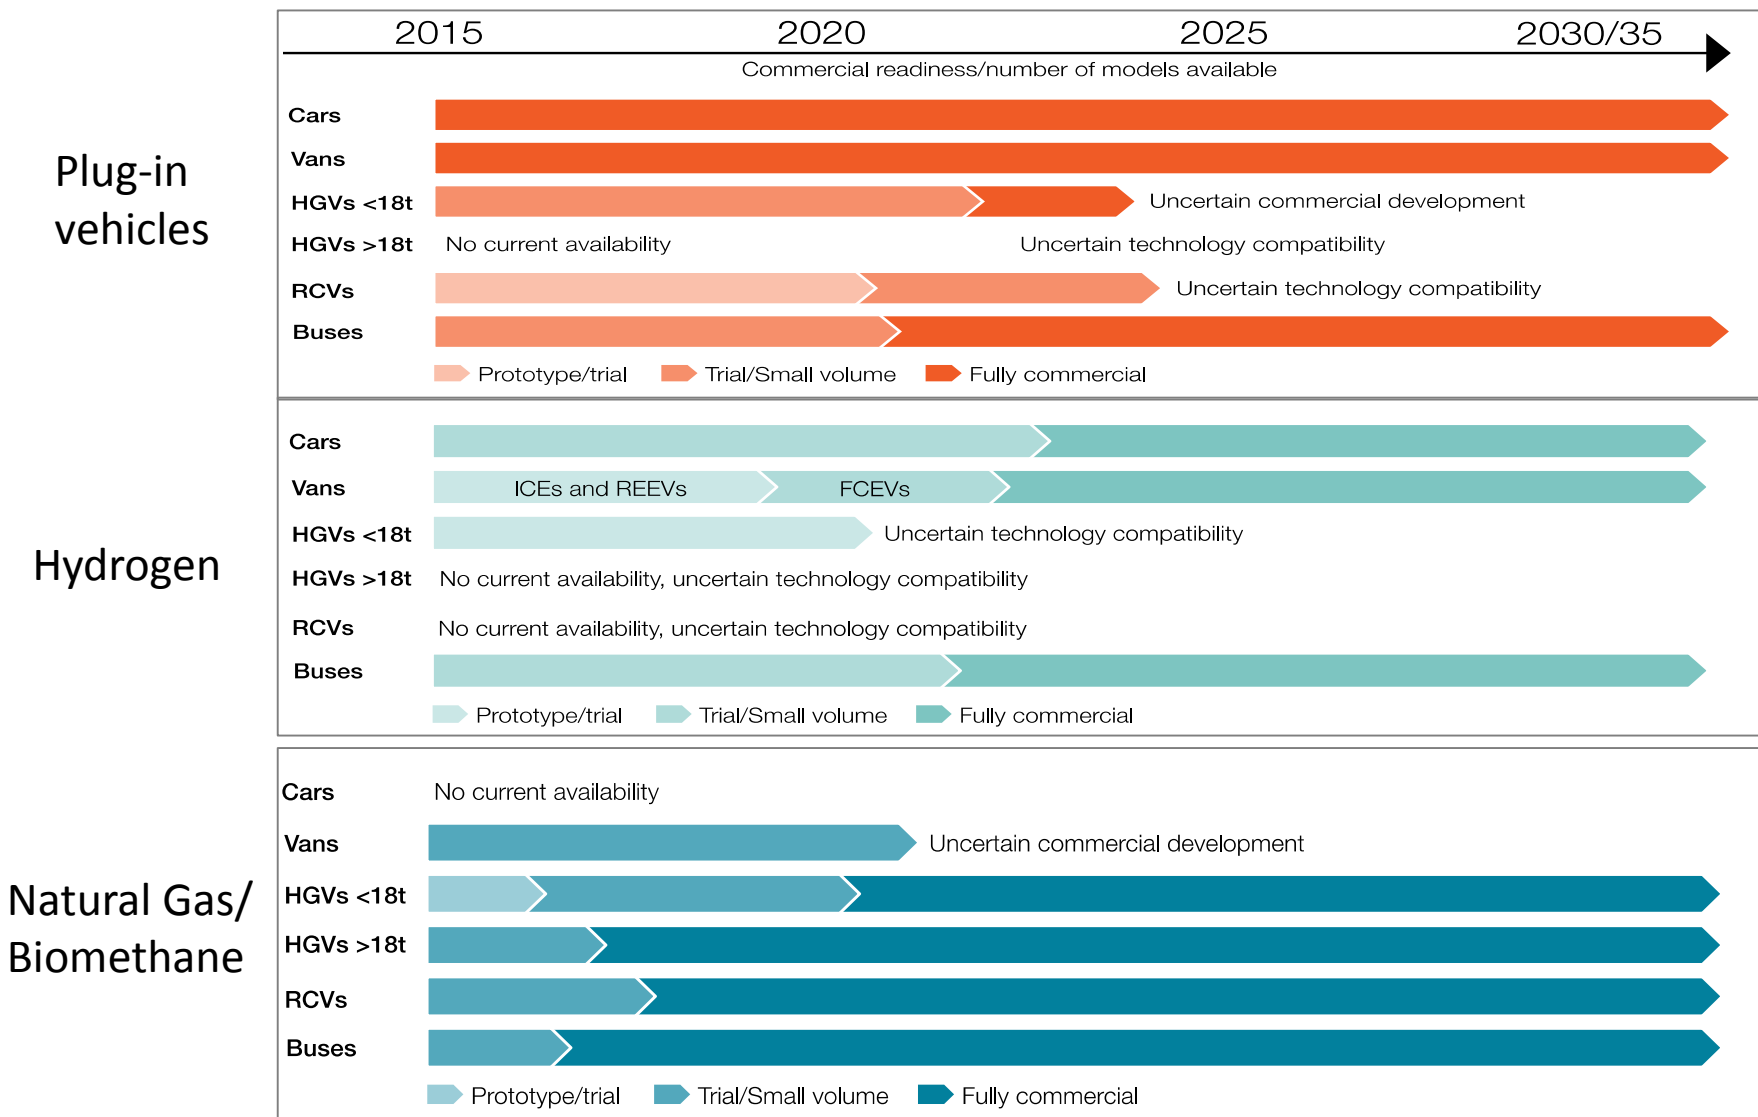 2015 2020 2025 2030/35
Commercial readiness/number of models available
Plug-in
vehicles
Cars
Vans
HGVs <18t Uncertain commercial development
HGVs >18t No current availability Uncertain technology compatibility
RCVs Uncertain technology compatibility
Buses
Prototype/trial Trial/Small volume Fully commercial
Hydrogen
Cars
Vans ICEs and REEVs FCEVs
HGVs <18t Uncertain technology compatibility
HGVs >18t No current availability, uncertain technology compatibility
RCVs No current availability, uncertain technology compatibility
Buses
Prototype/trial Trial/Small volume Fully commercial
Natural Gas/
Biomethane
Cars No current availability
Vans Uncertain commercial development
HGVs <18t
HGVs >18t
RCVs
Buses
Prototype/trial Trial/Small volume Fully commercial